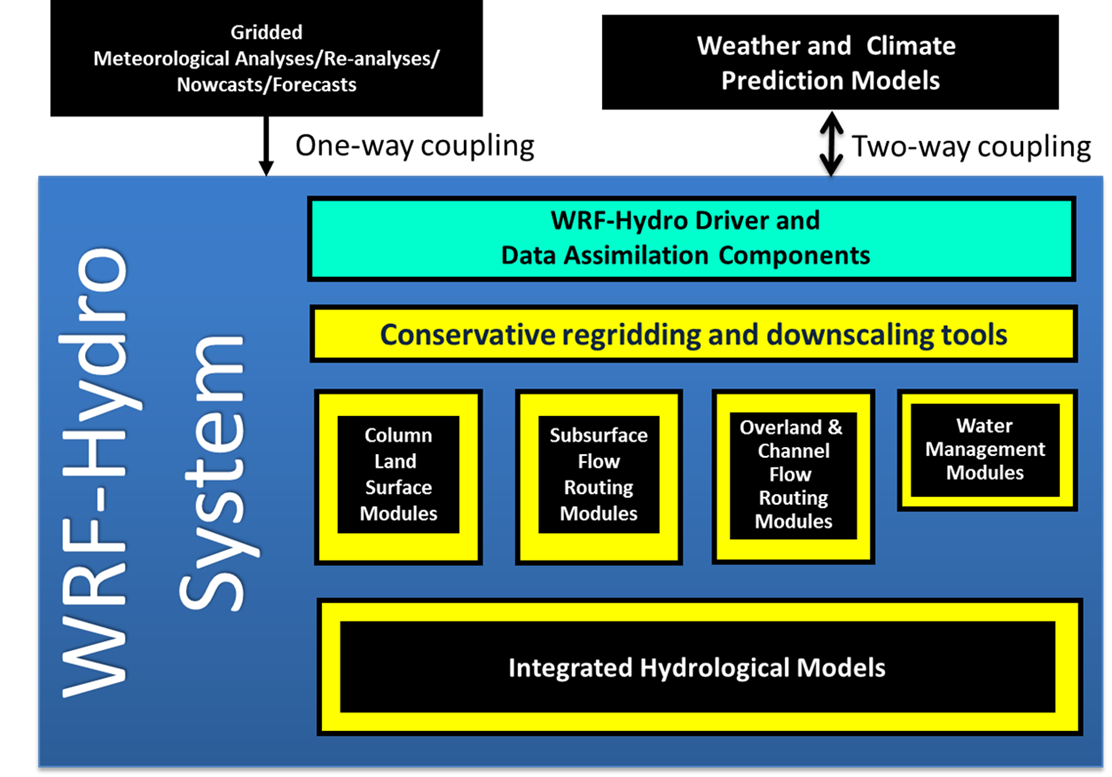 Gridded
Meteorological Analyses/Re-analyses/
Nowcasts/Forecasts
Weather and Climate
Prediction Models
One-way coupling
Two-way coupling
WRF-Hydro
System
WRF-Hydro Driver and
Data Assimilation Components
Conservative regridding and downscaling tools
Column
Land
Surface
Modules
Subsurface
Flow
Routing
Modules
Overland &
Channel
Flow
Routing
Modules
Water
Management
Modules
Integrated Hydrological Models